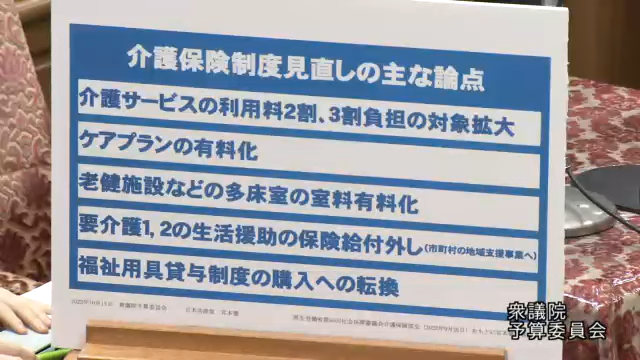 介護保険制度見直しの主な論点
介護サービスの利用料2割、3割負担の対象拡大
ケアプランの有料化
老健施設などの多床室の室料有料化
要介護1,2の生活援助の保険給付外し(市町村の地域支援事業へ)
福祉用具貸与制度の購入への転換
衆議院
予算委員会